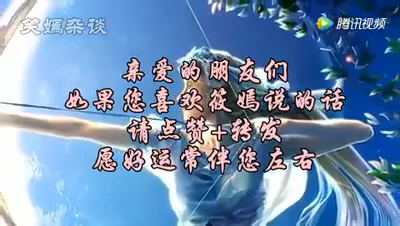 笑嫣杂谈
腾讯视频
亲爱的朋友们
如果您喜欢筱嫣说的话
请点赞+转发
愿好运常伴您左右